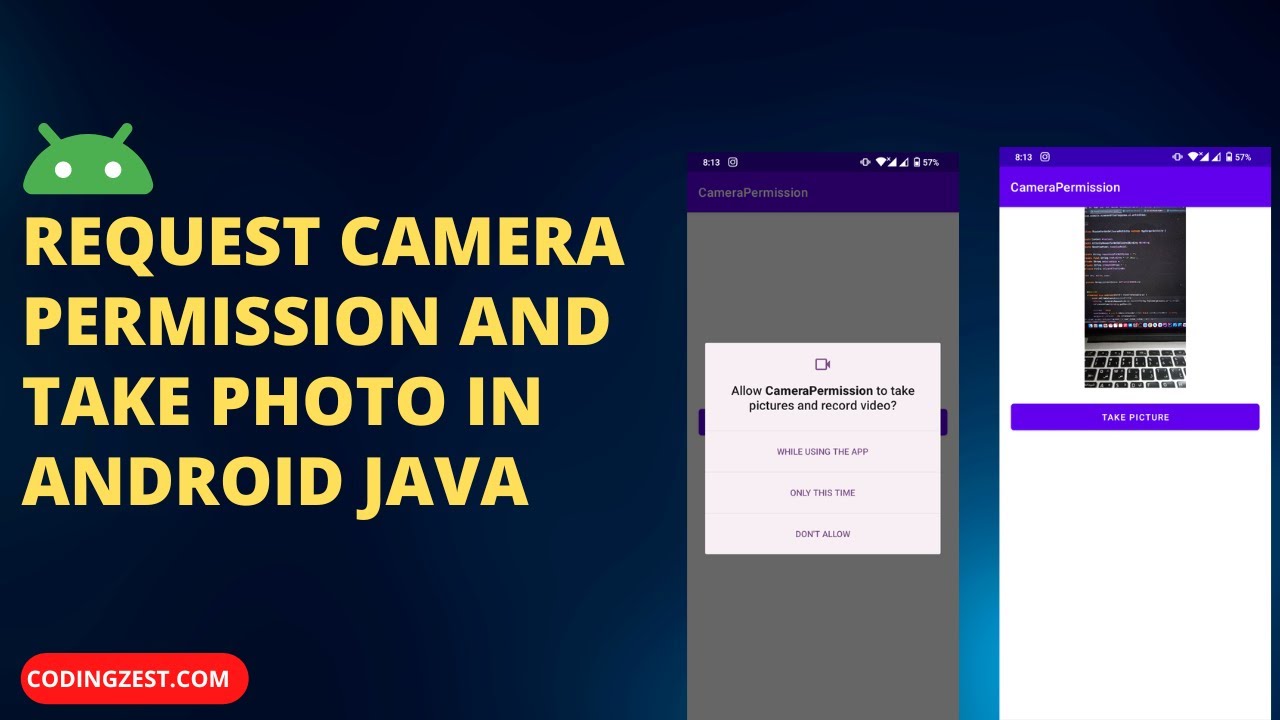 REQUEST CAMERA
PERMISSION AND
TAKE PHOTO IN
ANDROID JAVA
CODINGZEST.COM
8:13
57%
CameraPermission
Allow CameraPermission to take
pictures and record video?
WHILE USING THE APP
ONLY THIS TIME
DON'T ALLOW
8:13
57%
CameraPermission
TAKE PICTURE